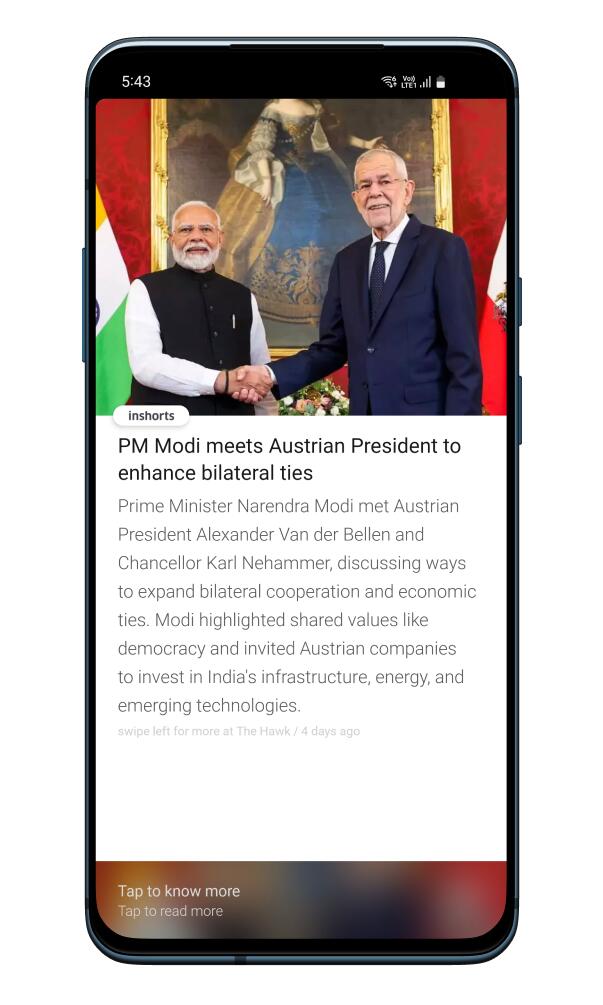 5:43
6
Vo))
LTE1
inshorts
PM Modi meets Austrian President to
enhance bilateral ties
Prime Minister Narendra Modi met Austrian
President Alexander Van der Bellen and
Chancellor Karl Nehammer, discussing ways
to expand bilateral cooperation and economic
ties. Modi highlighted shared values like
democracy and invited Austrian companies
to invest in India's infrastructure, energy, and
emerging technologies.
swipe left for more at The Hawk / 4 days ago
Tap to know more
Tap to read more